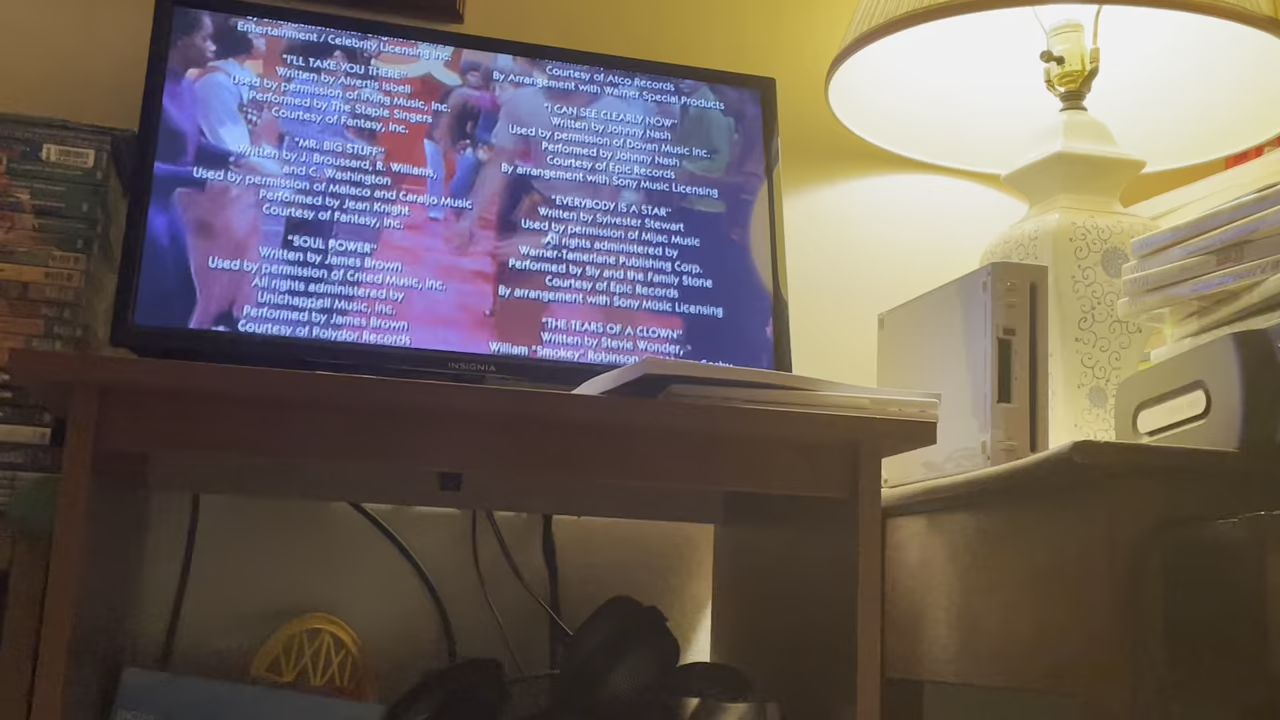 Entertainment / Celebrity Licensing Inc.
"I'LL TAKE YOU THERE"
Written by Alvertis Isbell
Used by permission of Irving Music, Inc.
Performed by The Staple Singers
Courtesy of Fantasy, Inc.
"MR. BIG STUFF"
Written by J. Broussard, R. Williams,
and C. Washington
Used by permission of Malaco and Caraljo Music
Performed by Jean Knight
Courtesy of Fantasy, Inc.
"SOUL POWER"
Written by James Brown
Used by permission of Crited Music, Inc.
All rights administered by
Unichappell Music, Inc.
Performed by James Brown
Courtesy of Polydor Records
Courtesy of Atco Records
By Arrangement with Warner Special Products
"I CAN SEE CLEARLY NOW"
Written by Johnny Nash
Used by permission of Dovan Music Inc.
Performed by Johnny Nash
Courtesy of Epic Records
By arrangement with Sony Music Licensing
"EVERYBODY IS A STAR"
Written by Sylvester Stewart
Used by permission of Mijac Music
All rights administered by
Warner-Tamerlane Publishing Corp.
Performed by Sly and the Family Stone
Courtesy of Epic Records
By arrangement with Sony Music Licensing
"THE TEARS OF A CLOWN"
Written by Stevie Wonder,
William "Smokey" Robinson
INSIGNIA